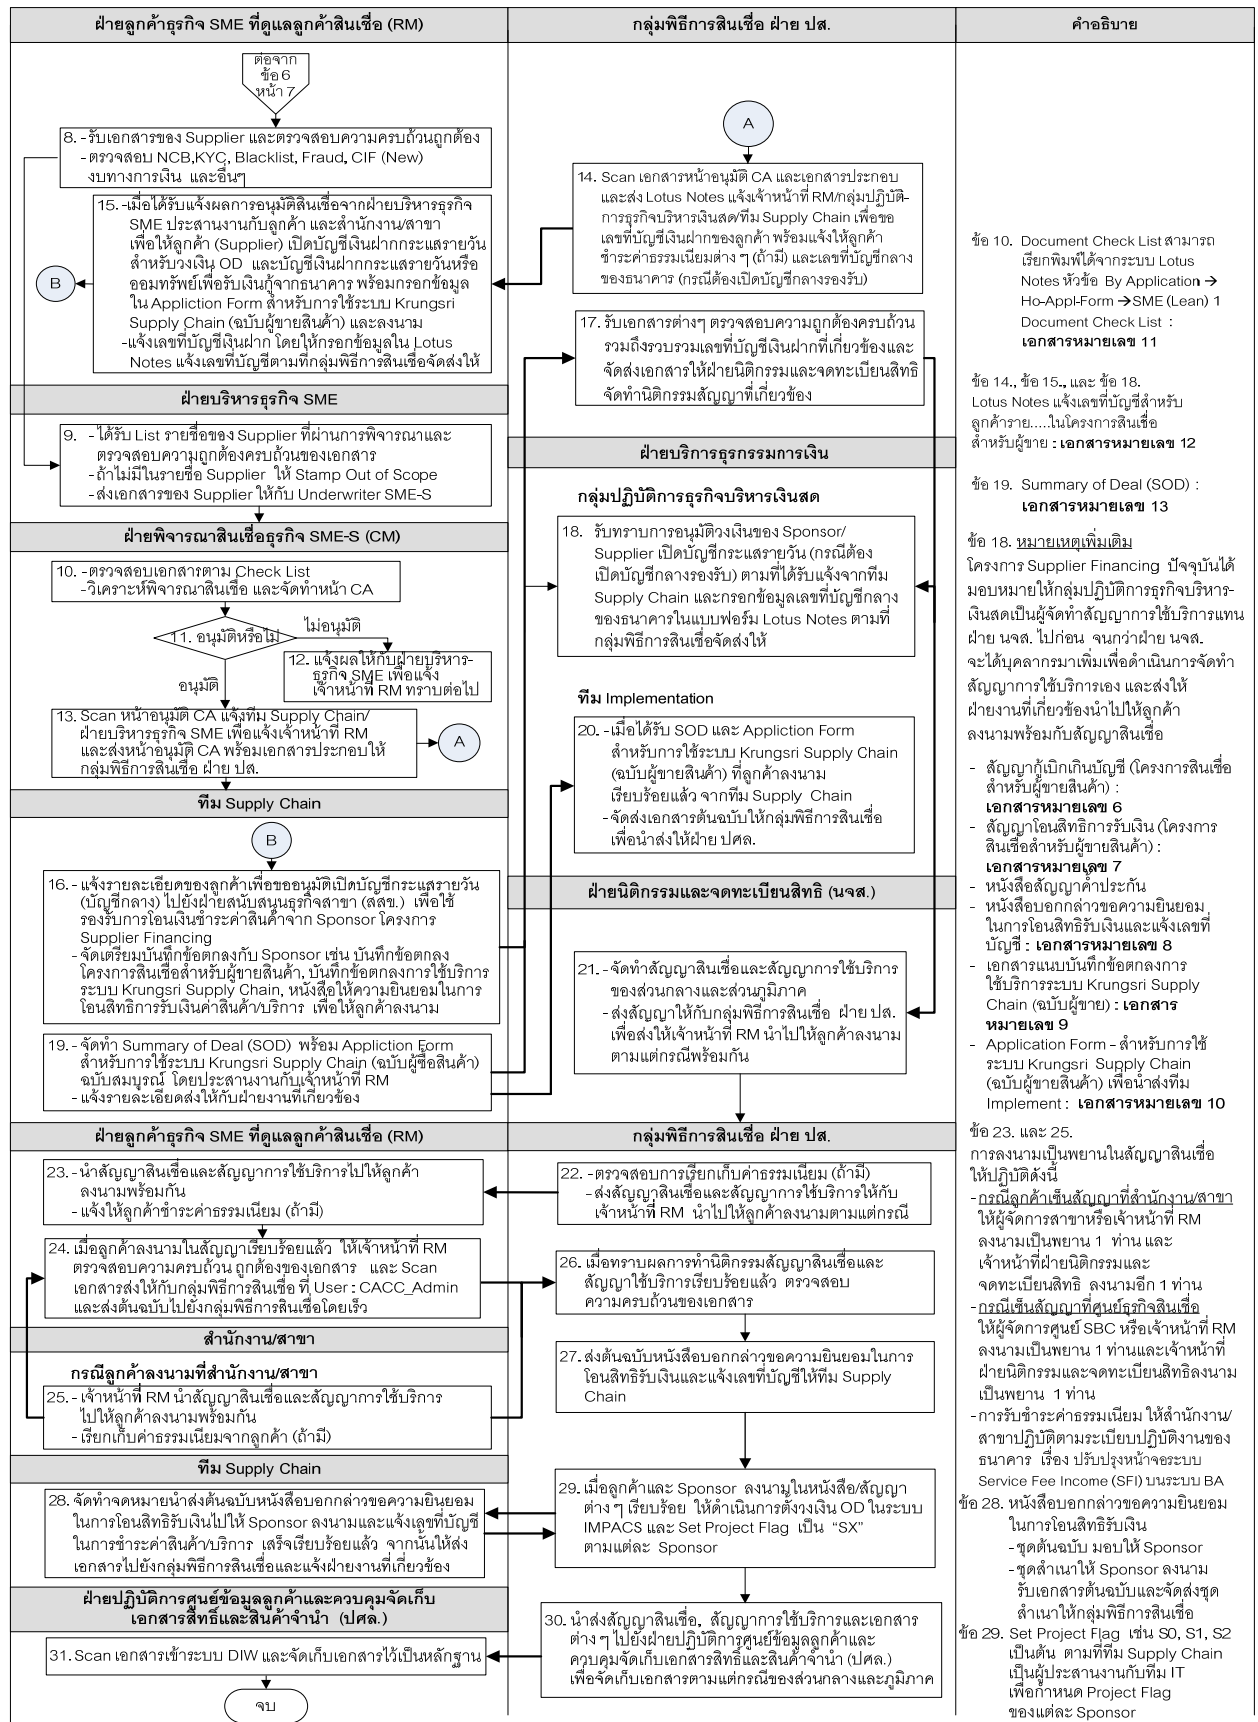 ฝ่ายลูกค้าธุรกิจ SME ที่ดูแลลูกค้าสินเชื่อ (RM)
ต่อจาก
ข้อ 6
หน้า 7
8. - รับเอกสารของ Supplier และตรวจสอบความครบถ้วนถูกต้อง
- ตรวจสอบ NCB,KYC, Blacklist, Fraud, CIF (New)
งบทางการเงิน และอื่นๆ
15. -เมื่อได้รับแจ้งผลการอนุมัติสินเชื่อจากฝ่ายบริหารธุรกิจ
SME ประสานงานกับลูกค้า และสำนักงาน/สาขา
เพื่อให้ลูกค้า (Supplier) เปิดบัญชีเงินฝากกระแสรายวัน
สำหรับวงเงิน OD และบัญชีเงินฝากกระแสรายวันหรือ
ออมทรัพย์เพื่อรับเงินกู้จากธนาคาร พร้อมกรอกข้อมูล
ใน Appliction Form สำหรับการใช้ระบบ Krungsri
Supply Chain (ฉบับผู้ขายสินค้า) และลงนาม
-แจ้งเลขที่บัญชีเงินฝาก โดยให้กรอกข้อมูลใน Lotus
Notes แจ้งเลขที่บัญชีตามที่กลุ่มพิธีการสินเชื่อจัดส่งให้
B
ฝ่ายบริหารธุรกิจ SME
9. - ได้รับ List รายชื่อของ Supplier ที่ผ่านการพิจารณาและ
ตรวจสอบความถูกต้องครบถ้วนของเอกสาร
- ถ้าไม่มีในรายชื่อ Supplier ให้ Stamp Out of Scope
- ส่งเอกสารของ Supplier ให้กับ Underwriter SME-S
ฝ่ายพิจารณาสินเชื่อธุรกิจ SME-S (CM)
10. -ตรวจสอบเอกสารตาม Check List
-วิเคราะห์พิจารณาสินเชื่อ และจัดทำหน้า CA
11. อนุมัติหรือไม่
ไม่อนุมัติ
12. แจ้งผลให้กับฝ่ายบริหาร-
ธุรกิจ SME เพื่อแจ้ง
เจ้าหน้าที่ RM ทราบต่อไป
อนุมัติ
13. Scan หน้าอนุมัติ CA แจ้งทีม Supply Chain/
ฝ่ายบริหารธุรกิจ SME เพื่อแจ้งเจ้าหน้าที่ RM
และส่งหน้าอนุมัติ CA พร้อมเอกสารประกอบให้
กลุ่มพิธีการสินเชื่อ ฝ่าย ปส.
A
ทีม Supply Chain
B
16. - แจ้งรายละเอียดของลูกค้าเพื่อขออนุมัติเปิดบัญชีกระแสรายวัน
(บัญชีกลาง) ไปยังฝ่ายสนับสนุนธุรกิจสาขา (สสข.) เพื่อใช้
รองรับการโอนเงินชำระค่าสินค้าจาก Sponsor โครงการ
Supplier Financing
- จัดเตรียมบันทึกข้อตกลงกับ Sponsor เช่น บันทึกข้อตกลง
โครงการสินเชื่อสำหรับผู้ขายสินค้า, บันทึกข้อตกลงการใช้บริการ
ระบบ Krungsri Supply Chain, หนังสือให้ความยินยอมในการ
โอนสิทธิการรับเงินค่าสินค้า/บริการ เพื่อให้ลูกค้าลงนาม
19. - จัดทำ Summary of Deal (SOD) พร้อม Appliction Form
สำหรับการใช้ระบบ Krungsri Supply Chain (ฉบับผู้ซื้อสินค้า)
ฉบับสมบูรณ์ โดยประสานงานกับเจ้าหน้าที่ RM
- แจ้งรายละเอียดส่งให้กับฝ่ายงานที่เกี่ยวข้อง
ฝ่ายลูกค้าธุรกิจ SME ที่ดูแลลูกค้าสินเชื่อ (RM)
23. - นำสัญญาสินเชื่อและสัญญาการใช้บริการไปให้ลูกค้า
ลงนามพร้อมกัน
- แจ้งให้ลูกค้าชำระค่าธรรมเนียม (ถ้ามี)
24. เมื่อลูกค้าลงนามในสัญญาเรียบร้อยแล้ว ให้เจ้าหน้าที่ RM
ตรวจสอบความครบถ้วน ถูกต้องของเอกสาร และ Scan
เอกสารส่งให้กับกลุ่มพิธีการสินเชื่อ ที่ User : CACC_Admin
และส่งต้นฉบับไปยังกลุ่มพิธีการสินเชื่อโดยเร็ว
สำนักงาน/สาขา
กรณีลูกค้าลงนามที่สำนักงาน/สาขา
25. - เจ้าหน้าที่ RM นำสัญญาสินเชื่อและสัญญาการใช้บริการ
ไปให้ลูกค้าลงนามพร้อมกัน
- เรียกเก็บค่าธรรมเนียมจากลูกค้า (ถ้ามี)
ทีม Supply Chain
28. จัดทำจดหมายนำส่งต้นฉบับหนังสือบอกกล่าวขอความยินยอม
ในการโอนสิทธิรับเงินไปให้ Sponsor ลงนามและแจ้งเลขที่บัญชี
ในการชำระค่าสินค้า/บริการ เสร็จเรียบร้อยแล้ว จากนั้นให้ส่ง
เอกสารไปยังกลุ่มพิธีการสินเชื่อและแจ้งฝ่ายงานที่เกี่ยวข้อง
ฝ่ายปฏิบัติการศูนย์ข้อมูลลูกค้าและควบคุมจัดเก็บ
เอกสารสิทธิ์และสินค้าจำนำ (ปศล.)
31. Scan เอกสารเข้าระบบ DIW และจัดเก็บเอกสารไว้เป็นหลักฐาน
จบ
กลุ่มพิธีการสินเชื่อ ฝ่าย ปส.
A
14. Scan เอกสารหน้าอนุมัติ CA และเอกสารประกอบ
และส่ง Lotus Notes แจ้งเจ้าหน้าที่ RM/กลุ่มปฏิบัติ-
การธุรกิจบริหารเงินสด/ทีม Supply Chain เพื่อขอ
เลขที่บัญชีเงินฝากของลูกค้า พร้อมแจ้งให้ลูกค้า
ชำระค่าธรรมเนียมต่าง ๆ (ถ้ามี) และเลขที่บัญชีกลาง
ของธนาคาร (กรณีต้องเปิดบัญชีกลางรองรับ)
17. รับเอกสารต่างๆ ตรวจสอบความถูกต้องครบถ้วน
รวมถึงรวบรวมเลขที่บัญชีเงินฝากที่เกี่ยวข้องและ
จัดส่งเอกสารให้ฝ่ายนิติกรรมและจดทะเบียนสิทธิ
จัดทำนิติกรรมสัญญาที่เกี่ยวข้อง
ฝ่ายบริการธุรกรรมการเงิน
กลุ่มปฏิบัติการธุรกิจบริหารเงินสด
18. รับทราบการอนุมัติวงเงินของ Sponsor/
Supplier เปิดบัญชีกระแสรายวัน (กรณีต้อง
เปิดบัญชีกลางรองรับ) ตามที่ได้รับแจ้งจากทีม
Supply Chain และกรอกข้อมูลเลขที่บัญชีกลาง
ของธนาคารในแบบฟอร์ม Lotus Notes ตามที่
กลุ่มพิธีการสินเชื่อจัดส่งให้
ทีม Implementation
20. -เมื่อได้รับ SOD และ Appliction Form
สำหรับการใช้ระบบ Krungsri Supply Chain
(ฉบับผู้ขายสินค้า) ที่ลูกค้าลงนาม
เรียบร้อยแล้ว จากทีม Supply Chain
-จัดส่งเอกสารต้นฉบับให้กลุ่มพิธีการสินเชื่อ
เพื่อนำส่งให้ฝ่าย ปศล.
ฝ่ายนิติกรรมและจดทะเบียนสิทธิ (นจส.)
21. - จัดทำสัญญาสินเชื่อและสัญญาการใช้บริการ
ของส่วนกลางและส่วนภูมิภาค
- ส่งสัญญาให้กับกลุ่มพิธีการสินเชื่อ ฝ่าย ปส.
เพื่อส่งให้เจ้าหน้าที่ RM นำไปให้ลูกค้าลงนาม
ตามแต่กรณีพร้อมกัน
กลุ่มพิธีการสินเชื่อ ฝ่าย ปส.
22. -ตรวจสอบการเรียกเก็บค่าธรรมเนียม (ถ้ามี)
-ส่งสัญญาสินเชื่อและสัญญาการใช้บริการให้กับ
เจ้าหน้าที่ RM นำไปให้ลูกค้าลงนามตามแต่กรณี
26. เมื่อทราบผลการทำนิติกรรมสัญญาสินเชื่อและ
สัญญาใช้บริการเรียบร้อยแล้ว ตรวจสอบ
ความครบถ้วนของเอกสาร
27. ส่งต้นฉบับหนังสือบอกกล่าวขอความยินยอมในการ
โอนสิทธิรับเงินและแจ้งเลขที่บัญชีให้ทีม Supply
Chain
29. เมื่อลูกค้าและ Sponsor ลงนามในหนังสือ/สัญญา
ต่าง ๆ เรียบร้อย ให้ดำเนินการตั้งวงเงิน OD ในระบบ
IMPACS และ Set Project Flag เป็น “SX”
ตามแต่ละ Sponsor
30. นำส่งสัญญาสินเชื่อ, สัญญาการใช้บริการและเอกสาร
ต่าง ๆ ไปยังฝ่ายปฏิบัติการศูนย์ข้อมูลลูกค้าและ
ควบคุมจัดเก็บเอกสารสิทธิและสินค้าจำนำ (ปศล.)
เพื่อจัดเก็บเอกสารตามแต่กรณีของส่วนกลางและภูมิภาค
คำอธิบาย
ข้อ 10. Document Check List สามารถ
เรียกพิมพ์ได้จากระบบ Lotus
Notes หัวข้อ By Application →
Ho-Appl-Form →SME (Lean) 1
Document Check List :
เอกสารหมายเลข 11
ข้อ 14., ข้อ 15., และ ข้อ 18.
Lotus Notes แจ้งเลขที่บัญชีสำหรับ
ลูกค้าราย.....ในโครงการสินเชื่อ
สำหรับผู้ขาย : เอกสารหมายเลข 12
ข้อ 19. Summary of Deal (SOD) :
เอกสารหมายเลข 13
ข้อ 18. หมายเหตุเพิ่มเติม
โครงการ Supplier Financing ปัจจุบันได้
มอบหมายให้กลุ่มปฏิบัติการธุรกิจบริหาร-
เงินสดเป็นผู้จัดทำสัญญาการใช้บริการแทน
ฝ่าย นจส. ไปก่อน จนกว่าฝ่าย นจส.
จะได้บุคลากรมาเพิ่มเพื่อดำเนินการจัดทำ
สัญญาการใช้บริการเอง และส่งให้
ฝ่ายงานที่เกี่ยวข้องนำไปให้ลูกค้า
ลงนามพร้อมกับสัญญาสินเชื่อ
- สัญญากู้เบิกเกินบัญชี (โครงการสินเชื่อ
สำหรับผู้ขายสินค้า) :
เอกสารหมายเลข 6
- สัญญาโอนสิทธิการรับเงิน (โครงการ
สินเชื่อสำหรับผู้ขายสินค้า) :
เอกสารหมายเลข 7
- หนังสือสัญญาค้ำประกัน
- หนังสือบอกกล่าวขอความยินยอม
ในการโอนสิทธิรับเงินและแจ้งเลขที่
บัญชี : เอกสารหมายเลข 8
- เอกสารแนบบันทึกข้อตกลงการ
ใช้บริการระบบ Krungsri Supply
Chain (ฉบับผู้ขาย) : เอกสาร
หมายเลข 9
- Application Form - สำหรับการใช้
ระบบ Krungsri Supply Chain
(ฉบับผู้ขายสินค้า) เพื่อนำส่งทีม
Implement : เอกสารหมายเลข 10
ข้อ 23. และ 25.
การลงนามเป็นพยานในสัญญาสินเชื่อ
ให้ปฏิบัติดังนี้
-กรณีลูกค้าเซ็นสัญญาที่สำนักงาน/สาขา
ให้ผู้จัดการสาขาหรือเจ้าหน้าที่ RM
ลงนามเป็นพยาน 1 ท่าน และ
เจ้าหน้าที่ฝ่ายนิติกรรมและ
จดทะเบียนสิทธิ ลงนามอีก 1 ท่าน
-กรณีเซ็นสัญญาที่ศูนย์ธุรกิจสินเชื่อ
ให้ผู้จัดการศูนย์ SBC หรือเจ้าหน้าที่ RM
ลงนามเป็นพยาน 1 ท่านและเจ้าหน้าที่
ฝ่ายนิติกรรมและจดทะเบียนสิทธิลงนาม
เป็นพยาน 1 ท่าน
-การรับชำระค่าธรรมเนียม ให้สำนักงาน/
สาขาปฏิบัติตามระเบียบปฏิบัติงานของ
ธนาคาร เรื่อง ปรับปรุงหน้าจอระบบ
Service Fee Income (SFI) บนระบบ BA
ข้อ 28. หนังสือบอกกล่าวขอความยินยอม
ในการโอนสิทธิรับเงิน
-ชุดต้นฉบับ มอบให้ Sponsor
-ชุดสำเนาให้ Sponsor ลงนาม
รับเอกสารต้นฉบับและจัดส่งชุด
สำเนาให้กลุ่มพิธีการสินเชื่อ
ข้อ 29. Set Project Flag เช่น S0, S1, S2
เป็นต้น ตามที่ทีม Supply Chain
เป็นผู้ประสานงานกับทีม IT
เพื่อกำหนด Project Flag
ของแต่ละ Sponsor